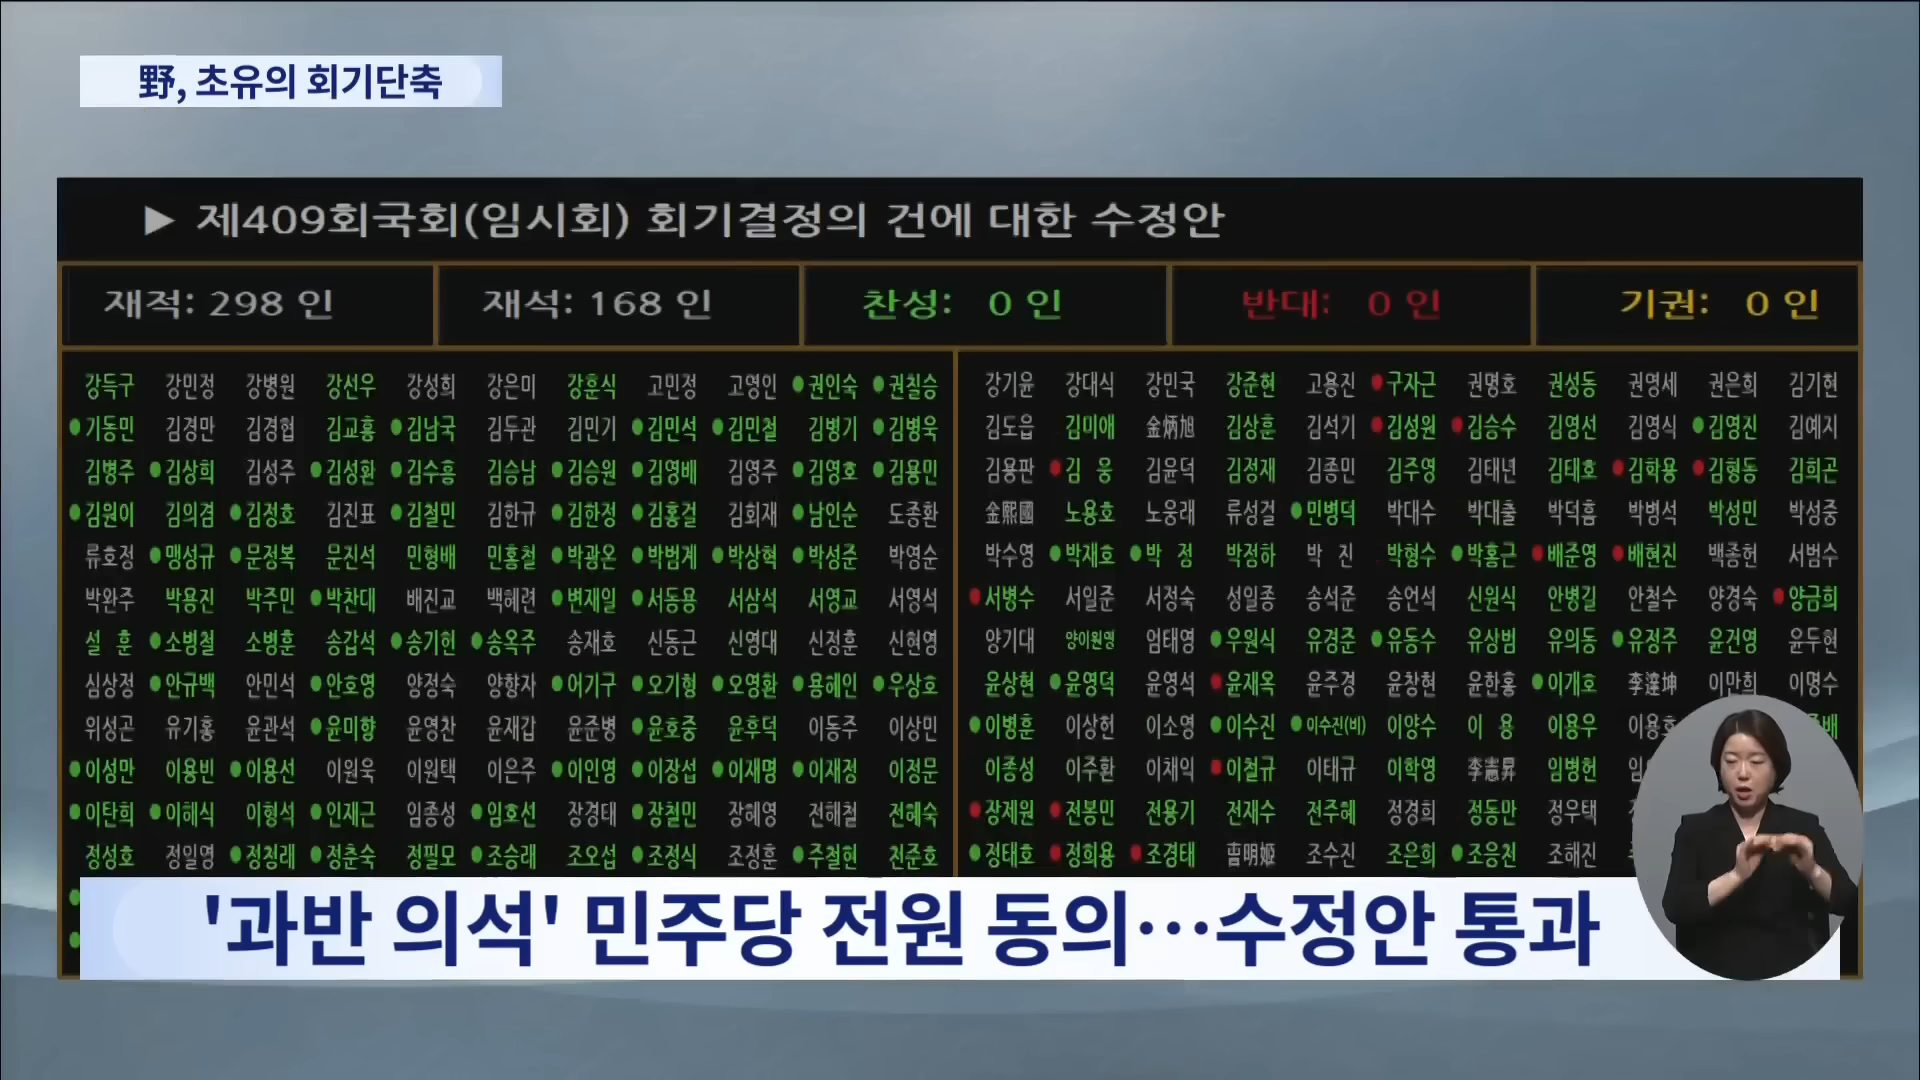 野, 초유의 회기단축
▶ 제409회국회(임시회) 회기결정의 건에 대한 수정안
재적: 298 인 재석: 168 인 찬성: 0 인 반대: 0 인 기권: 0 인
강득구 강민정 강병원 강선우 강성희 강은미 강훈식 고민정 고영인 권인숙 권칠승
기동민 김경만 김경협 김교흥 김남국 김두관 김민기 김민석 김민철 김병기 김병욱
김병주 김상희 김성주 김성환 김수흥 김승남 김승원 김영배 김영주 김영호 김용민
김원이 김의겸 김정호 김진표 김철민 김한규 김한정 김홍걸 김회재 남인순 도종환
류호정 맹성규 문정복 문진석 민형배 민홍철 박광온 박범계 박상혁 박성준 박영순
박완주 박용진 박주민 박찬대 배진교 백혜련 변재일 서동용 서삼석 서영교 서영석
설 훈 소병철 소병훈 송갑석 송기헌 송옥주 송재호 신동근 신영대 신정훈 신현영
심상정 안규백 안민석 안호영 양정숙 양향자 어기구 오기형 오영환 용혜인 우상호
위성곤 유기홍 윤관석 윤미향 윤영찬 윤재갑 윤준병 윤호중 윤후덕 이동주 이상민
이성만 이용빈 이용선 이원욱 이원택 이은주 이인영 이장섭 이재명 이재정 이정문
이탄희 이해식 이형석 인재근 임종성 임호선 장경태 장철민 장혜영 전해철 전혜숙
정성호 정일영 정청래 정춘숙 정필모 조승래 조오섭 조정식 조정훈 주철현 천준호
강기윤 강대식 강민국 강준현 고용진 구자근 권명호 권성동 권영세 권은희 김기현
김도읍 김미애 金炳旭 김상훈 김석기 김성원 김승수 김영선 김영식 김영진 김예지
김용판 김 웅 김윤덕 김정재 김종민 김주영 김태년 김태호 김학용 김형동 김희곤
金熙國 노용호 노웅래 류성걸 민병덕 박대수 박대출 박덕흠 박병석 박성민 박성중
박수영 박재호 박 정 박정하 박 진 박형수 박홍근 배준영 배현진 백종헌 서범수
서병수 서일준 서정숙 성일종 송석준 송언석 신원식 안병길 안철수 양경숙 양금희
양기대 양이원영 엄태영 우원식 유경준 유동수 유상범 유의동 유정주 윤건영 윤두현
윤상현 윤영덕 윤영석 윤재옥 윤주경 윤창현 윤한홍 이개호 李達坤 이만희 이명수
이병훈 이상헌 이소영 이수진 이수진(비) 이양수 이 용 이용우
이종성 이주환 이채익 이철규 이태규 이학영 李憲昇 임병헌
장제원 전봉민 전용기 전재수 전주혜 정경희 정동만 정우택
정태호 정희용 조경태 曺明姬 조수진 조은희 조응천 조해진
'과반 의석' 민주당 전원 동의…수정안 통과